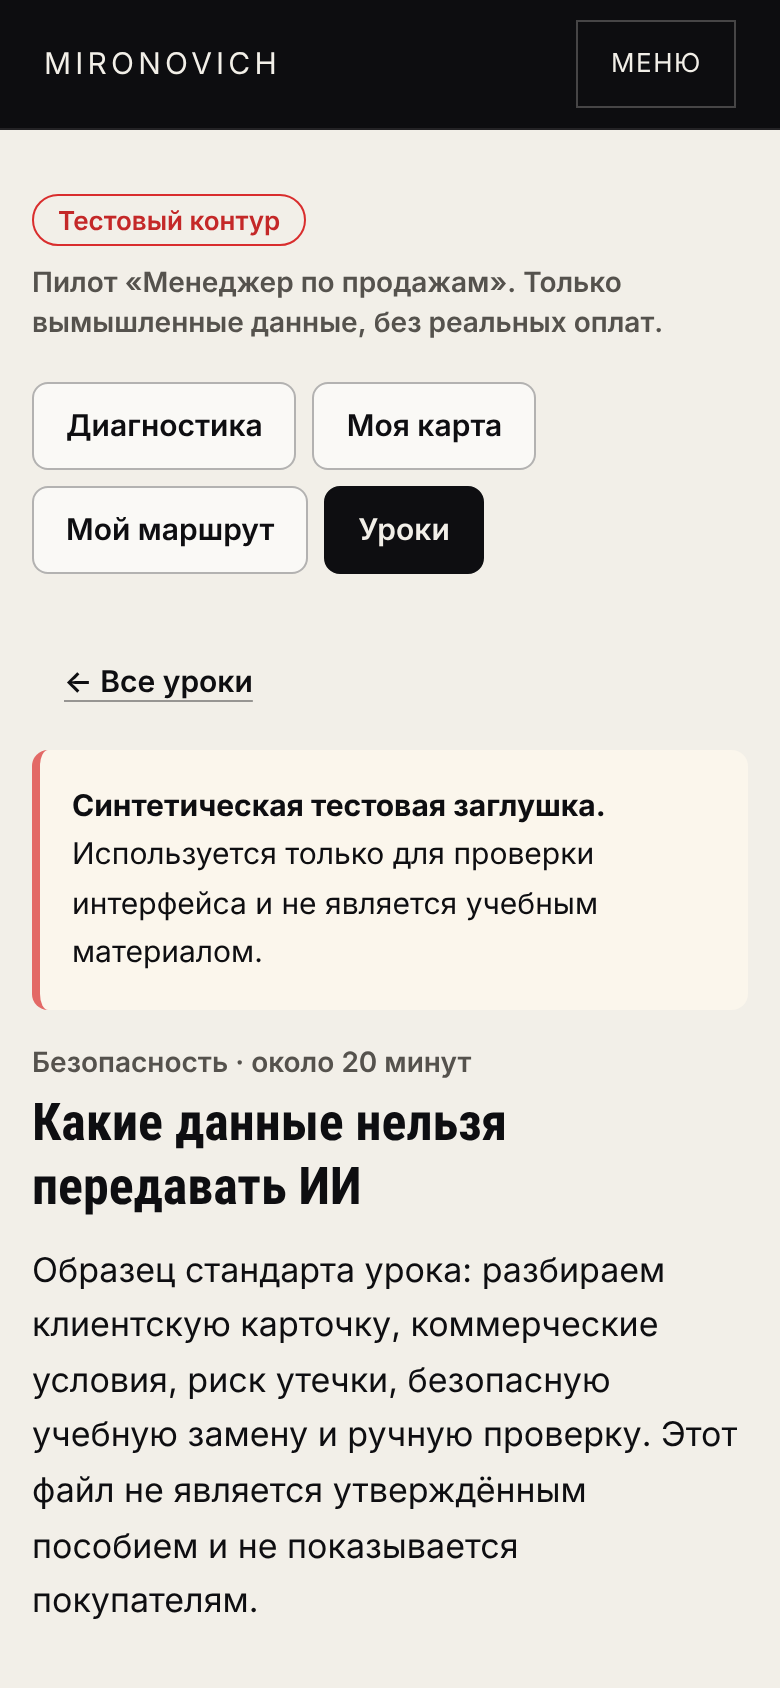 MIRONOVICH
МЕНЮ
Тестовый контур
Пилот «Менеджер по продажам». Только
вымышленные данные, без реальных оплат.
Диагностика
Моя карта
Мой маршрут
Уроки
← Все уроки
Синтетическая тестовая заглушка.
Используется только для проверки
интерфейса и не является учебным
материалом.
Безопасность · около 20 минут
Какие данные нельзя
передавать ИИ
Образец стандарта урока: разбираем
клиентскую карточку, коммерческие
условия, риск утечки, безопасную
учебную замену и ручную проверку. Этот
файл не является утверждённым
пособием и не показывается
покупателям.